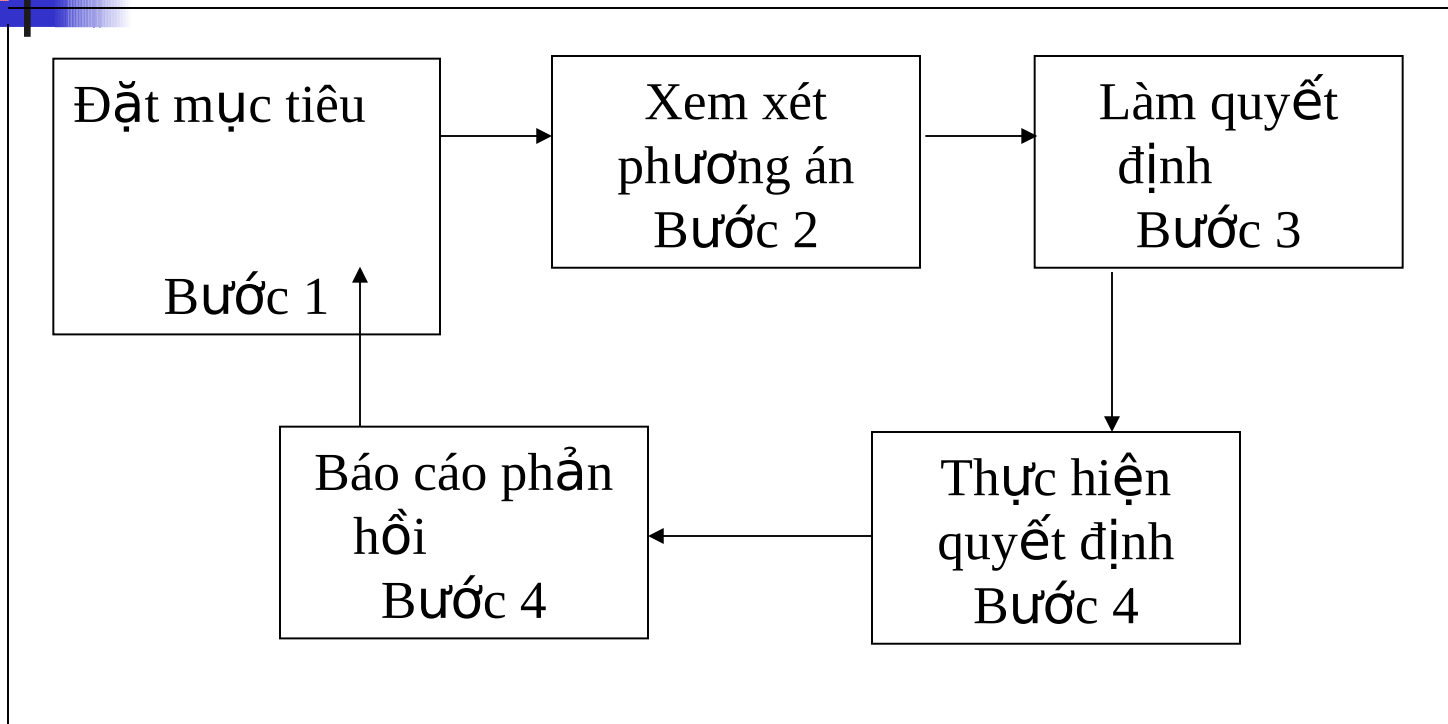 Đặt mục tiêu
Bước 1
Xem xét
phương án
Bước 2
Làm quyết
định
Bước 3
Báo cáo phản
hồi
Bước 4
Thực hiện
quyết định
Bước 4